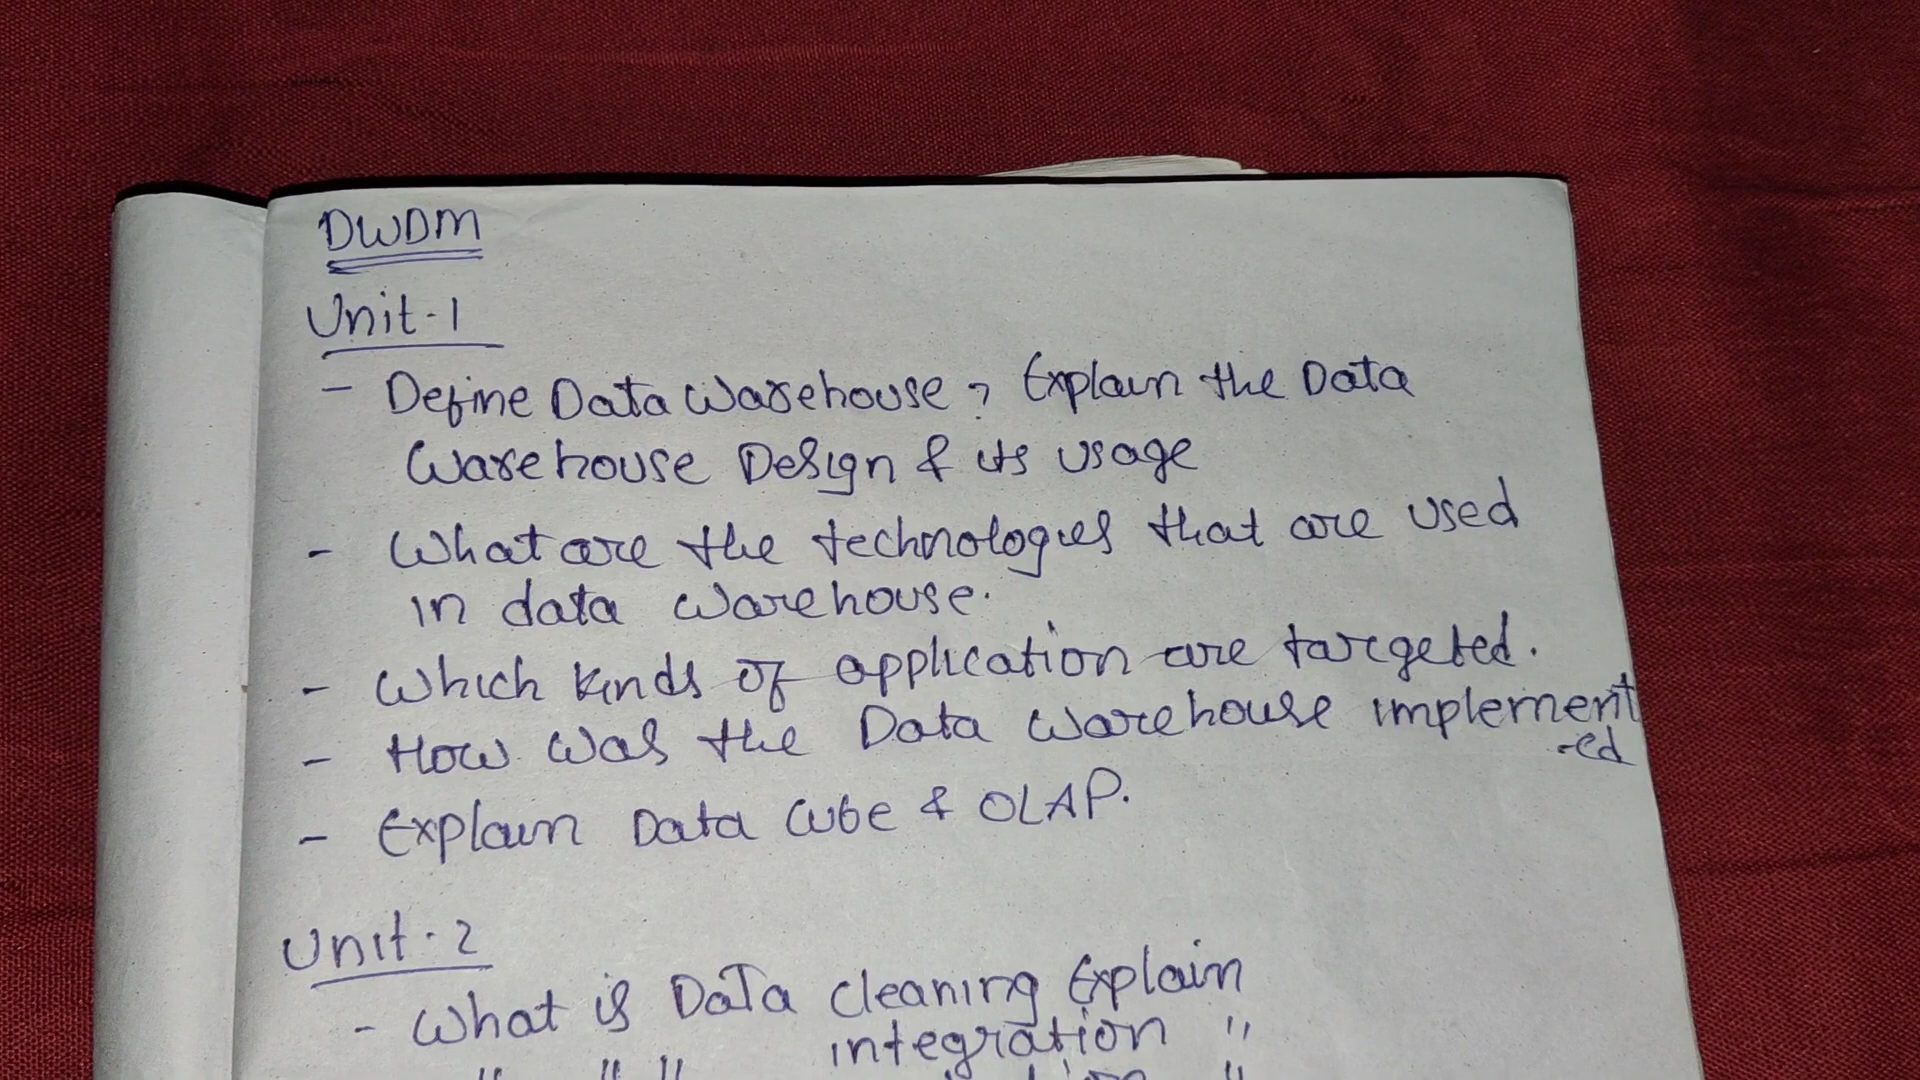 DWDM
Unit-1
- Define Data Warehouse, Explain the Data
Warehouse Design & its usage
- What are the technologies that are used
in data warehouse.
- Which kinds of application are targeted.
- How was the Data warehouse implement
-ed
- Explain Data Cube & OLAP.
Unit-2
- What is Data cleaning Explain
integration "
" " " "